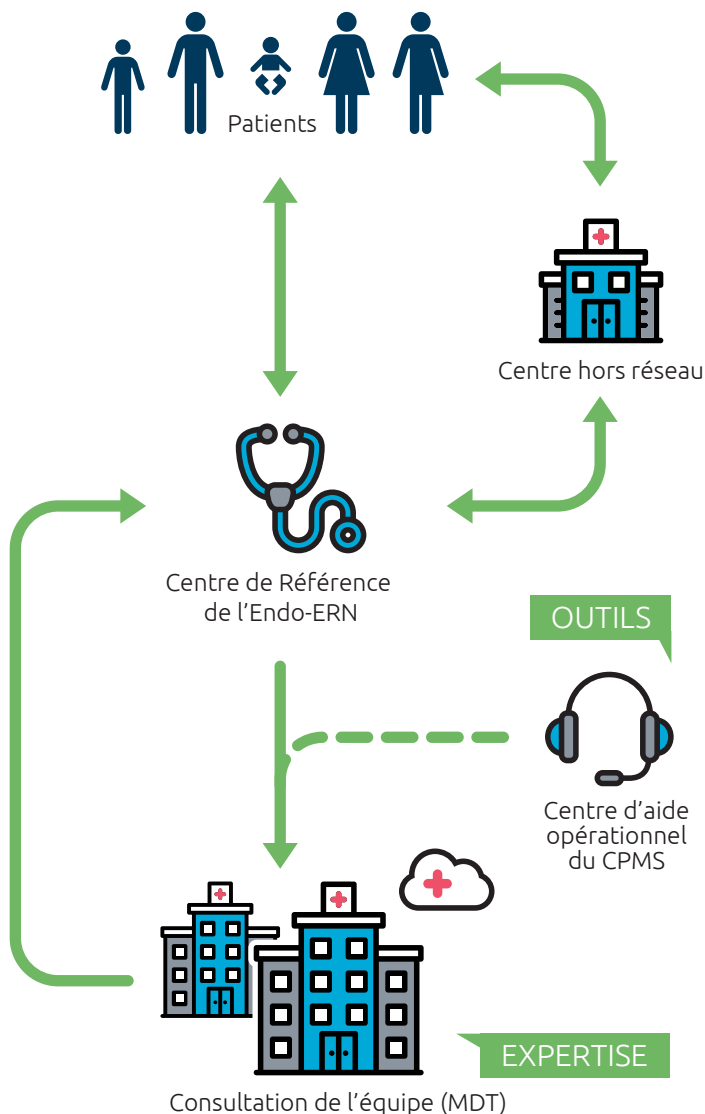 Patients
Centre hors réseau
Centre de Référence
de l'Endo-ERN
OUTILS
Centre d'aide
opérationnel
du CPMS
EXPERTISE
Consultation de l'équipe (MDT)